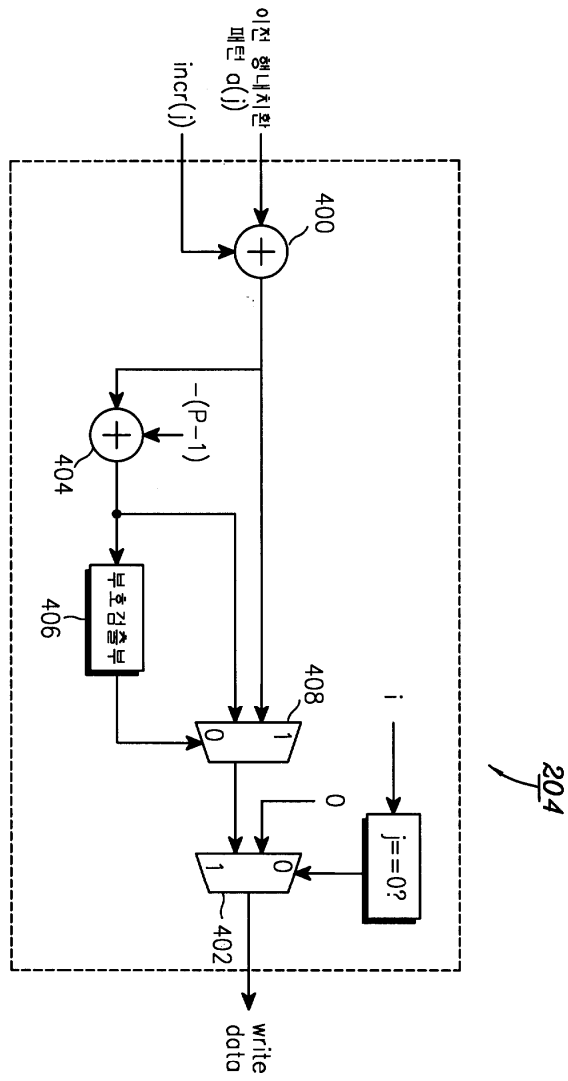 204
이전 행내치환
패턴 a(j)
incr(j)
400
-(P-1)
404
부호검출부
406
408
1
0
i
j==0?
0
0
1
402
write
data